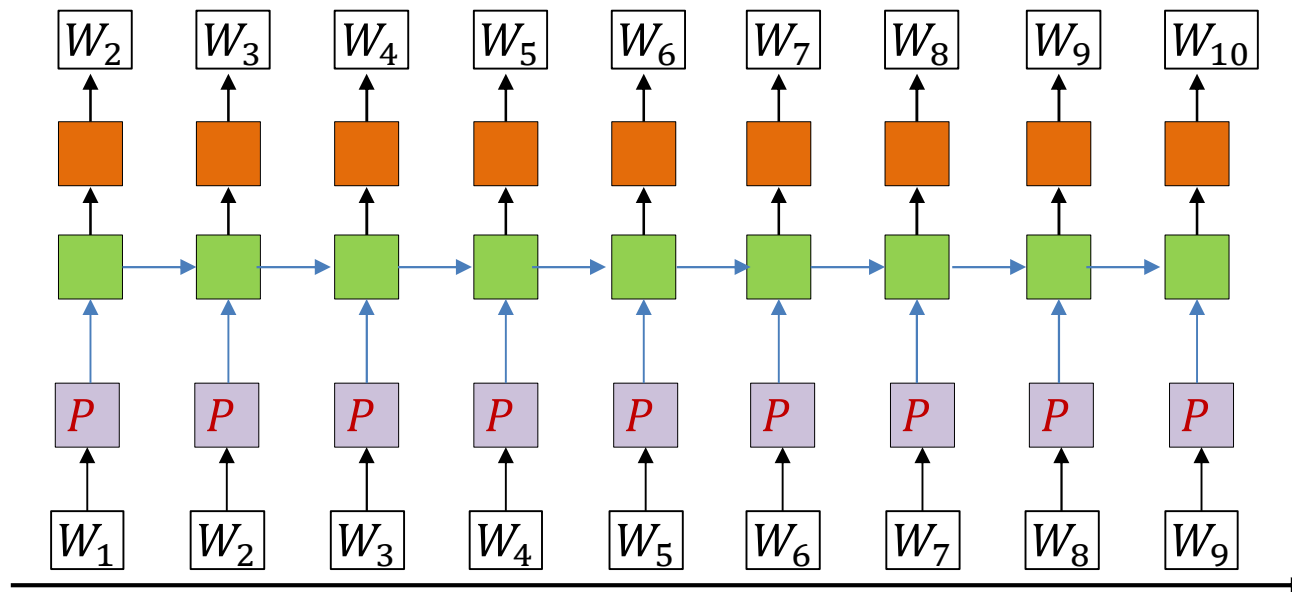 W₂ W₃ W₄ W₅ W₆ W₇ W₈ W₉ W₁₀
P P P P P P P P P
W₁ W₂ W₃ W₄ W₅ W₆ W₇ W₈ W₉